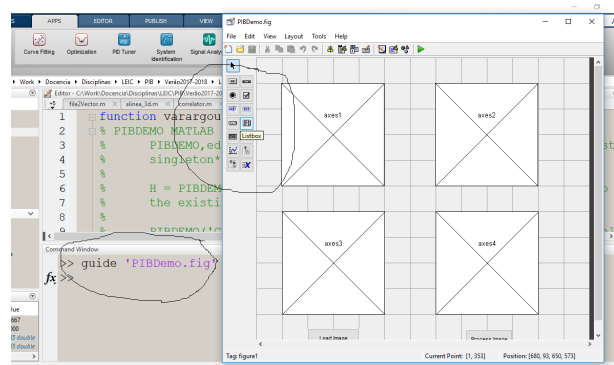 APPS EDITOR PUBLISH VIEW
Curve Fitting Optimization PID Tuner System Identification Signal Analy
Work Docencia Disciplinas LEIC PIB Verão2017-2018
Editor - C:\Work\Docencia\Disciplinas\LEIC\PIB\Verão2017-20
file2Vector.m alinea_3d.m correlator.m
1 function varargou
2 % PIBDEMO MATLAB
3 % PIBDEMO,ed
4 % singleton*
5 %
6 % H = PIBDEM
7 % the existi
8 %
9 % PIBDEMO('C
Command Window
>> guide 'PIBDemo.fig'
fx >>
PIBDemo.fig
File Edit View Layout Tools Help
Listbox
axes1
axes2
axes3
axes4
Load Image
Process Image
Tag: figure1 Current Point: [1, 353] Position: [680, 93, 650, 573]